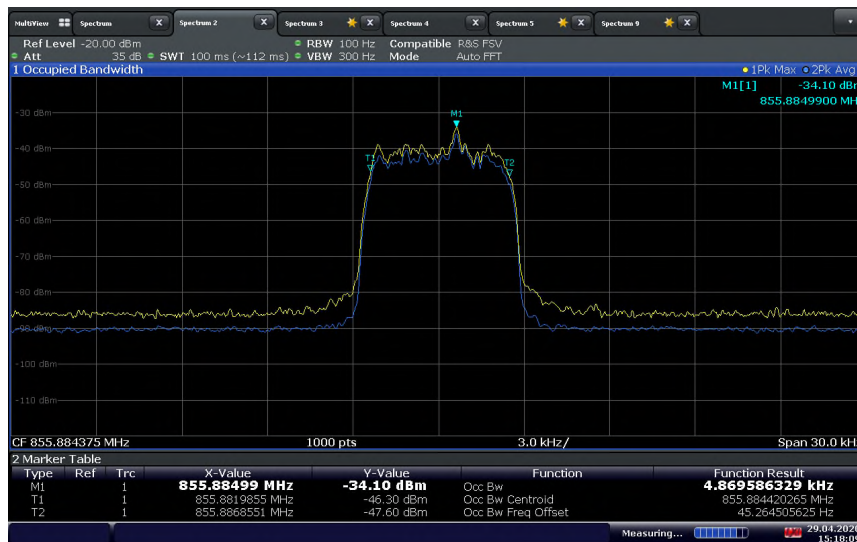 MultiView Spectrum X Spectrum 2 X Spectrum 3 X Spectrum 4 X Spectrum 5 X Spectrum 9 X
Ref Level -20.00 dBm RBW 100 Hz Compatible R&S FSV
Att 35 dB SWT 100 ms (~112 ms) VBW 300 Hz Mode Auto FFT
1 Occupied Bandwidth 1Pk Max 2Pk Avg
M1[1] -34.10 dBm
855.8849900 MH
M1
-30 dBm
-40 dBm
T1 T2
-50 dBm
-60 dBm
-70 dBm
-80 dBm
-90 dBm
-100 dBm
-110 dBm
CF 855.884375 MHz 1000 pts 3.0 kHz/ Span 30.0 kH
2 Marker Table
Type Ref Trc X-Value Y-Value Function Function Result
M1 1 855.88499 MHz -34.10 dBm Occ Bw 4.869586329 kHz
T1 1 855.8819855 MHz -46.30 dBm Occ Bw Centroid 855.884420265 MHz
T2 1 855.8868551 MHz -47.60 dBm Occ Bw Freq Offset 45.264505625 Hz
Measuring... 29.04.2020
15:18:09